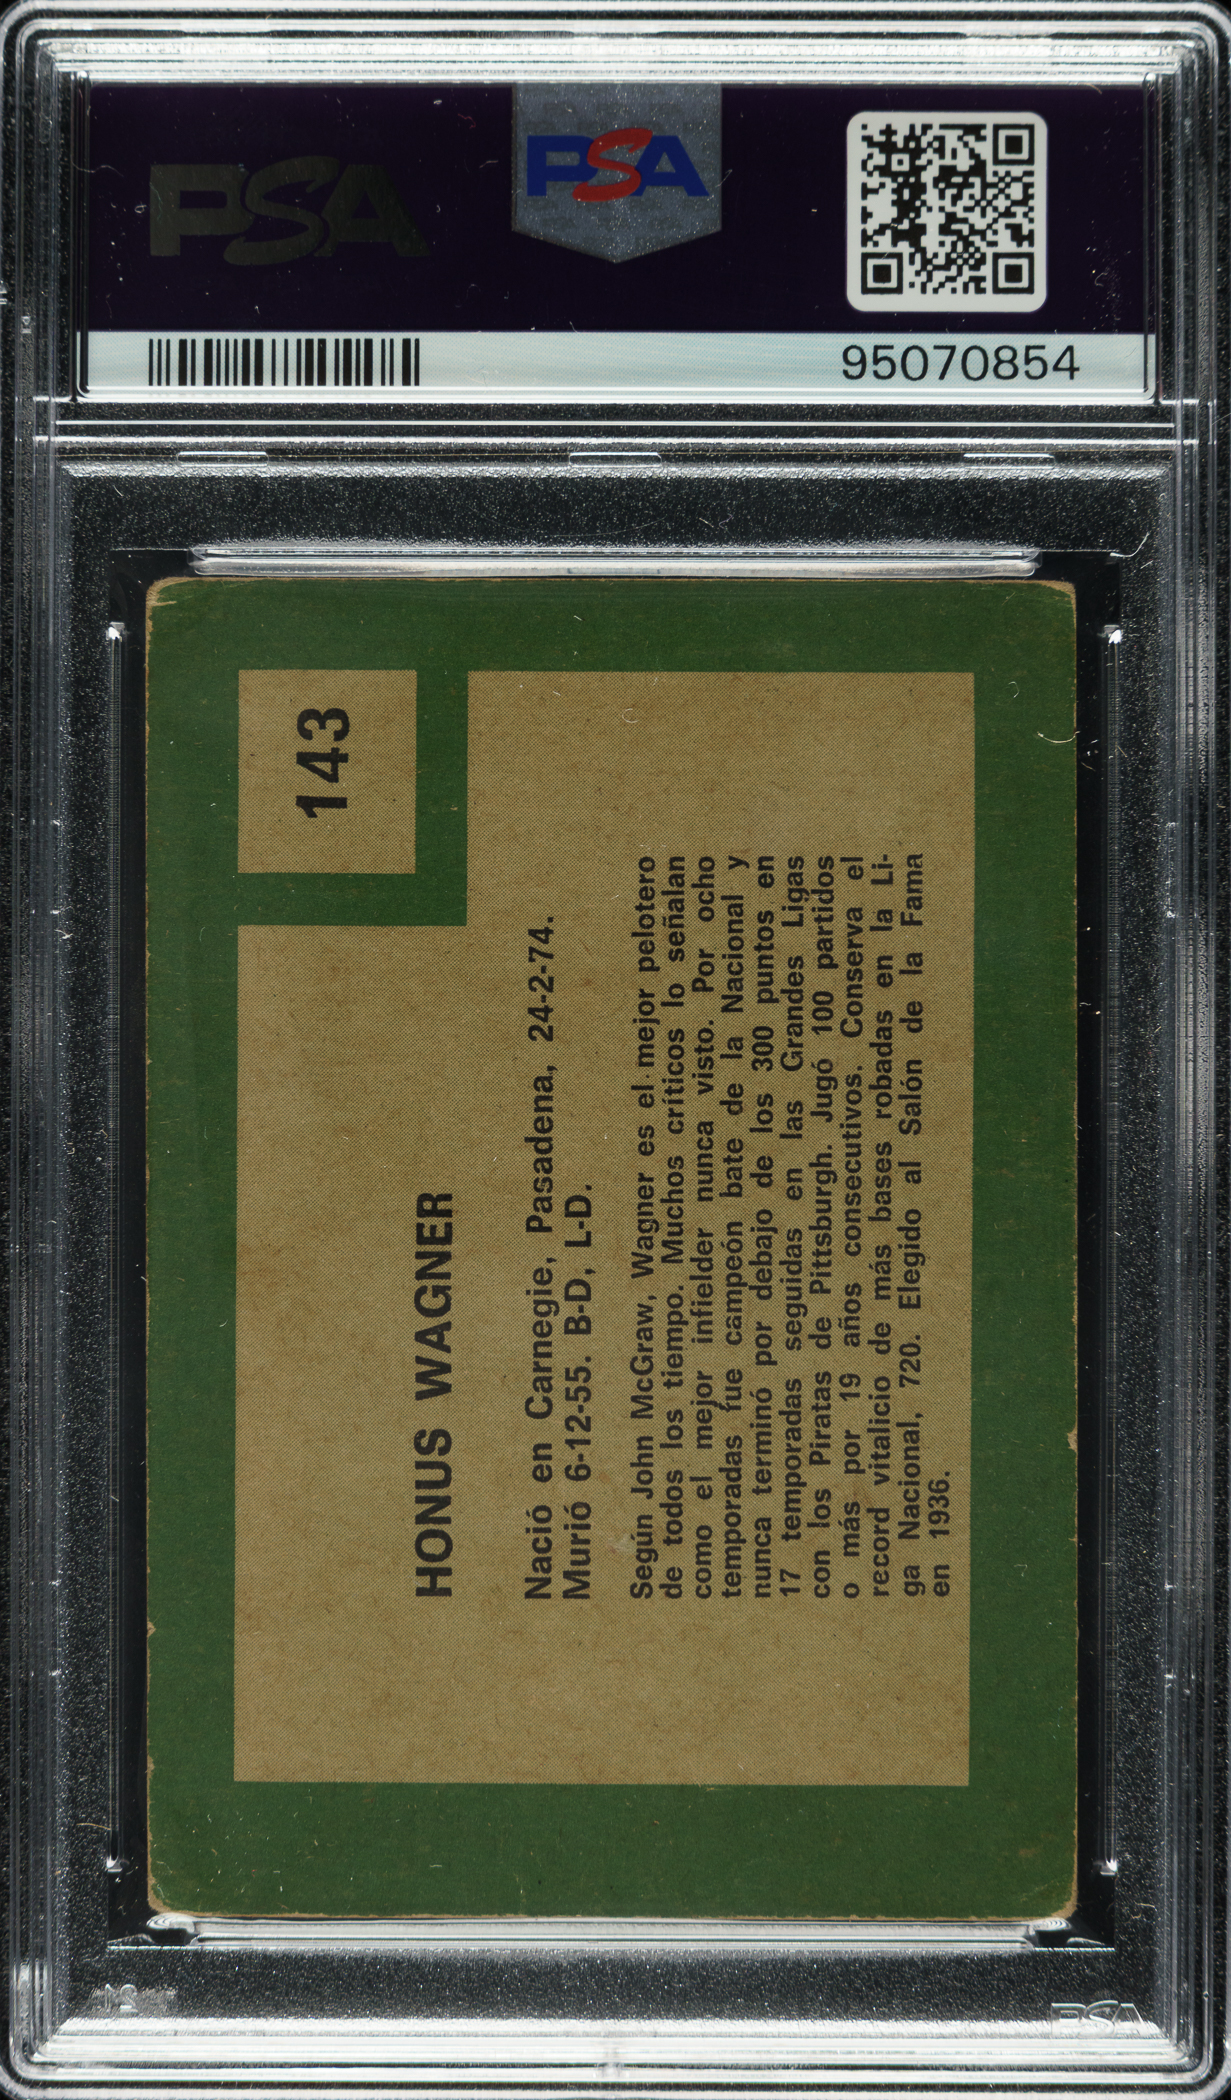 PSA
PSA
95070854
143
HONUS WAGNER
Nació en Carnegie, Pasadena, 24-2-74.
Murió 6-12-55. B-D, L-D.
Según John McGraw, Wagner es el mejor pelotero
de todos los tiempo. Muchos criticos lo señalan
como el mejor infielder nunca visto. Por ocho
temporadas fue campeón bate de la Nacional y
nunca terminó por debajo de los 300 puntos en
17 temporadas seguidas en las Grandes Ligas
con los Piratas de Pittsburgh. Jugó 100 partidos
o más por 19 años consecutivos. Conserva el
record vitalicio de más bases robadas en la Li-
ga Nacional, 720. Elegido al Salón de la Fama
en 1936.
PSA